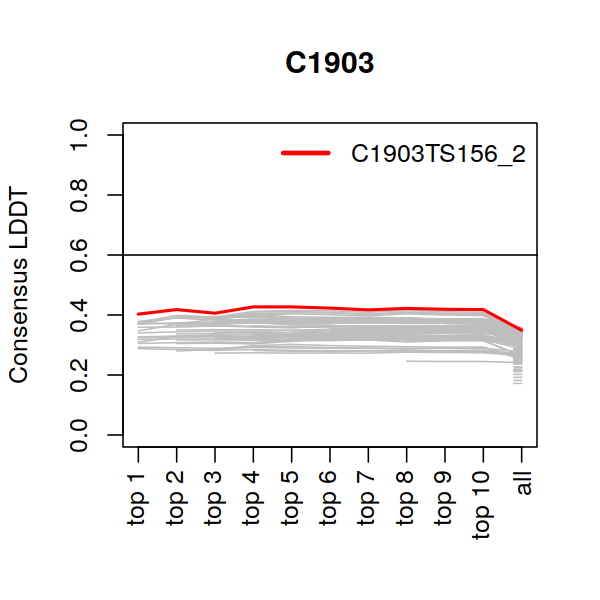 C1903
C1903TS156_2
Consensus LDDT
1.0
0.8
0.6
0.4
0.2
0.0
top 1
top 2
top 3
top 4
top 5
top 6
top 7
top 8
top 9
top 10
all